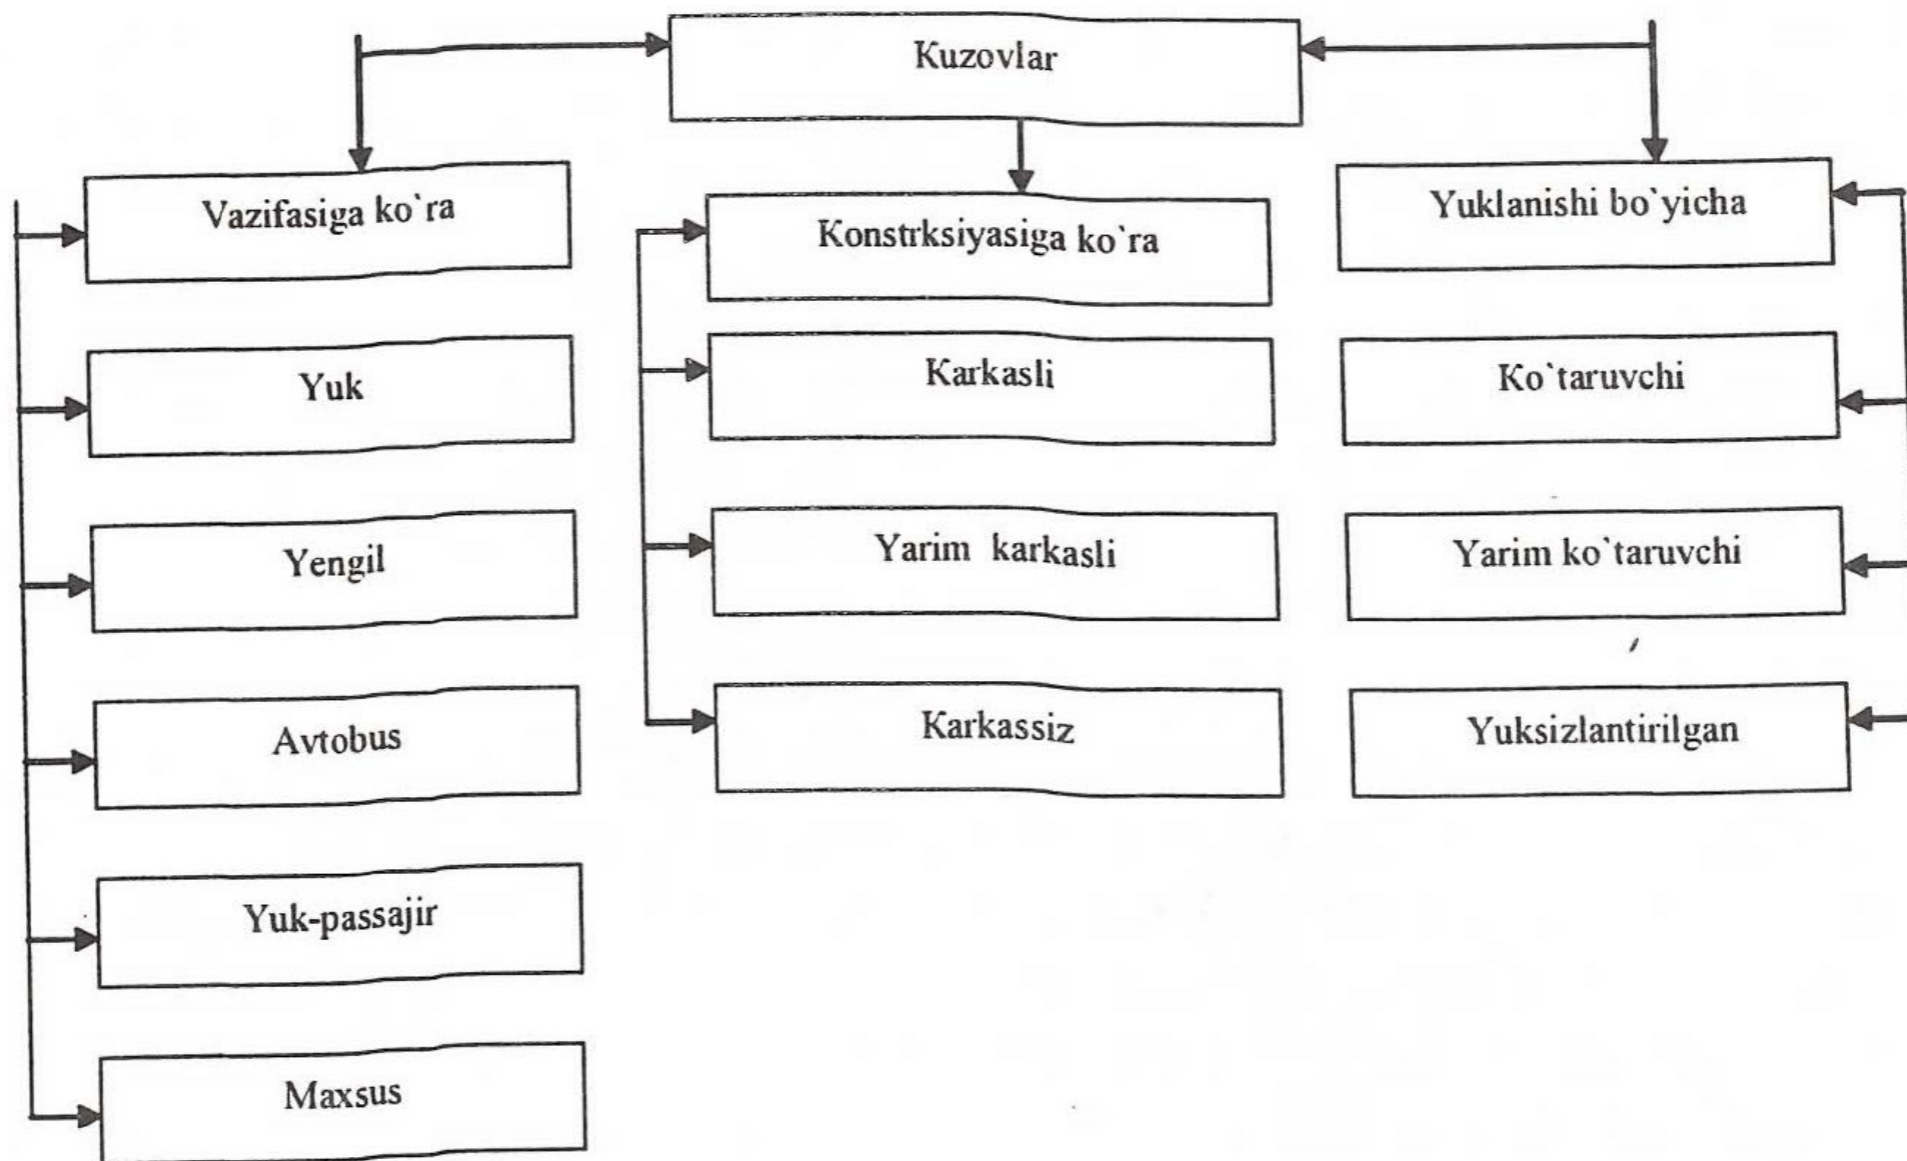 Kuzovlar
Vazifasiga ko`ra
Yuk
Yengil
Avtobus
Yuk-passajir
Maxsus
Konstrksiyasiga ko`ra
Karkasli
Yarim karkasli
Karkassiz
Yuklanishi bo`yicha
Ko`taruvchi
Yarim ko`taruvchi
Yuksizlantirilgan